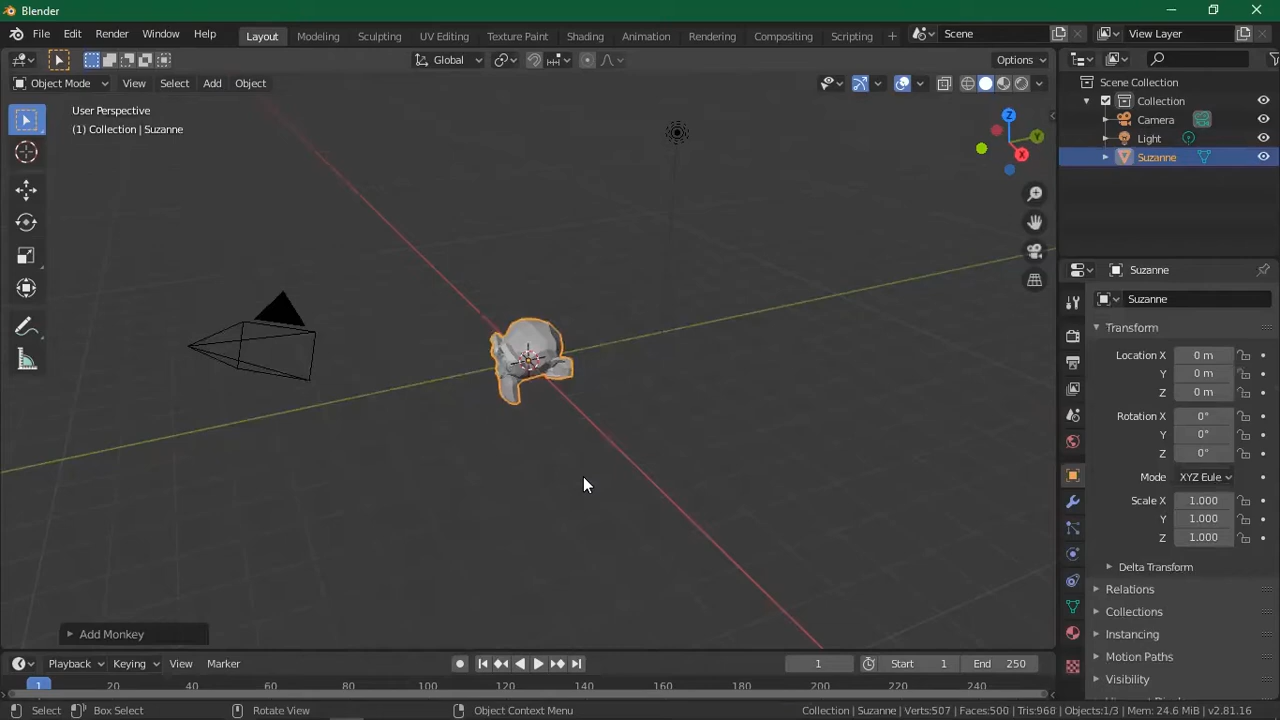 Blender
File Edit Render Window Help
Layout Modeling Sculpting UV Editing Texture Paint Shading Animation Rendering Compositing Scripting +
Scene
View Layer
Global
Options
Object Mode View Select Add Object
User Perspective
(1) Collection | Suzanne
Z
Y
X
Scene Collection
Collection
Camera
Light
Suzanne
Suzanne
Suzanne
Transform
Location X 0 m
Y 0 m
Z 0 m
Rotation X 0°
Y 0°
Z 0°
Mode XYZ Eule
Scale X 1.000
Y 1.000
Z 1.000
Delta Transform
Relations
Collections
Instancing
Motion Paths
Visibility
Add Monkey
Playback Keying View Marker
1
Start 1
End 250
1 20 40 60 80 100 120 140 160 180 200 220 240
Select Box Select Rotate View Object Context Menu
Collection | Suzanne | Verts:507 | Faces:500 | Tris:968 | Objects:1/3 | Mem: 24.6 MiB | v2.81.16